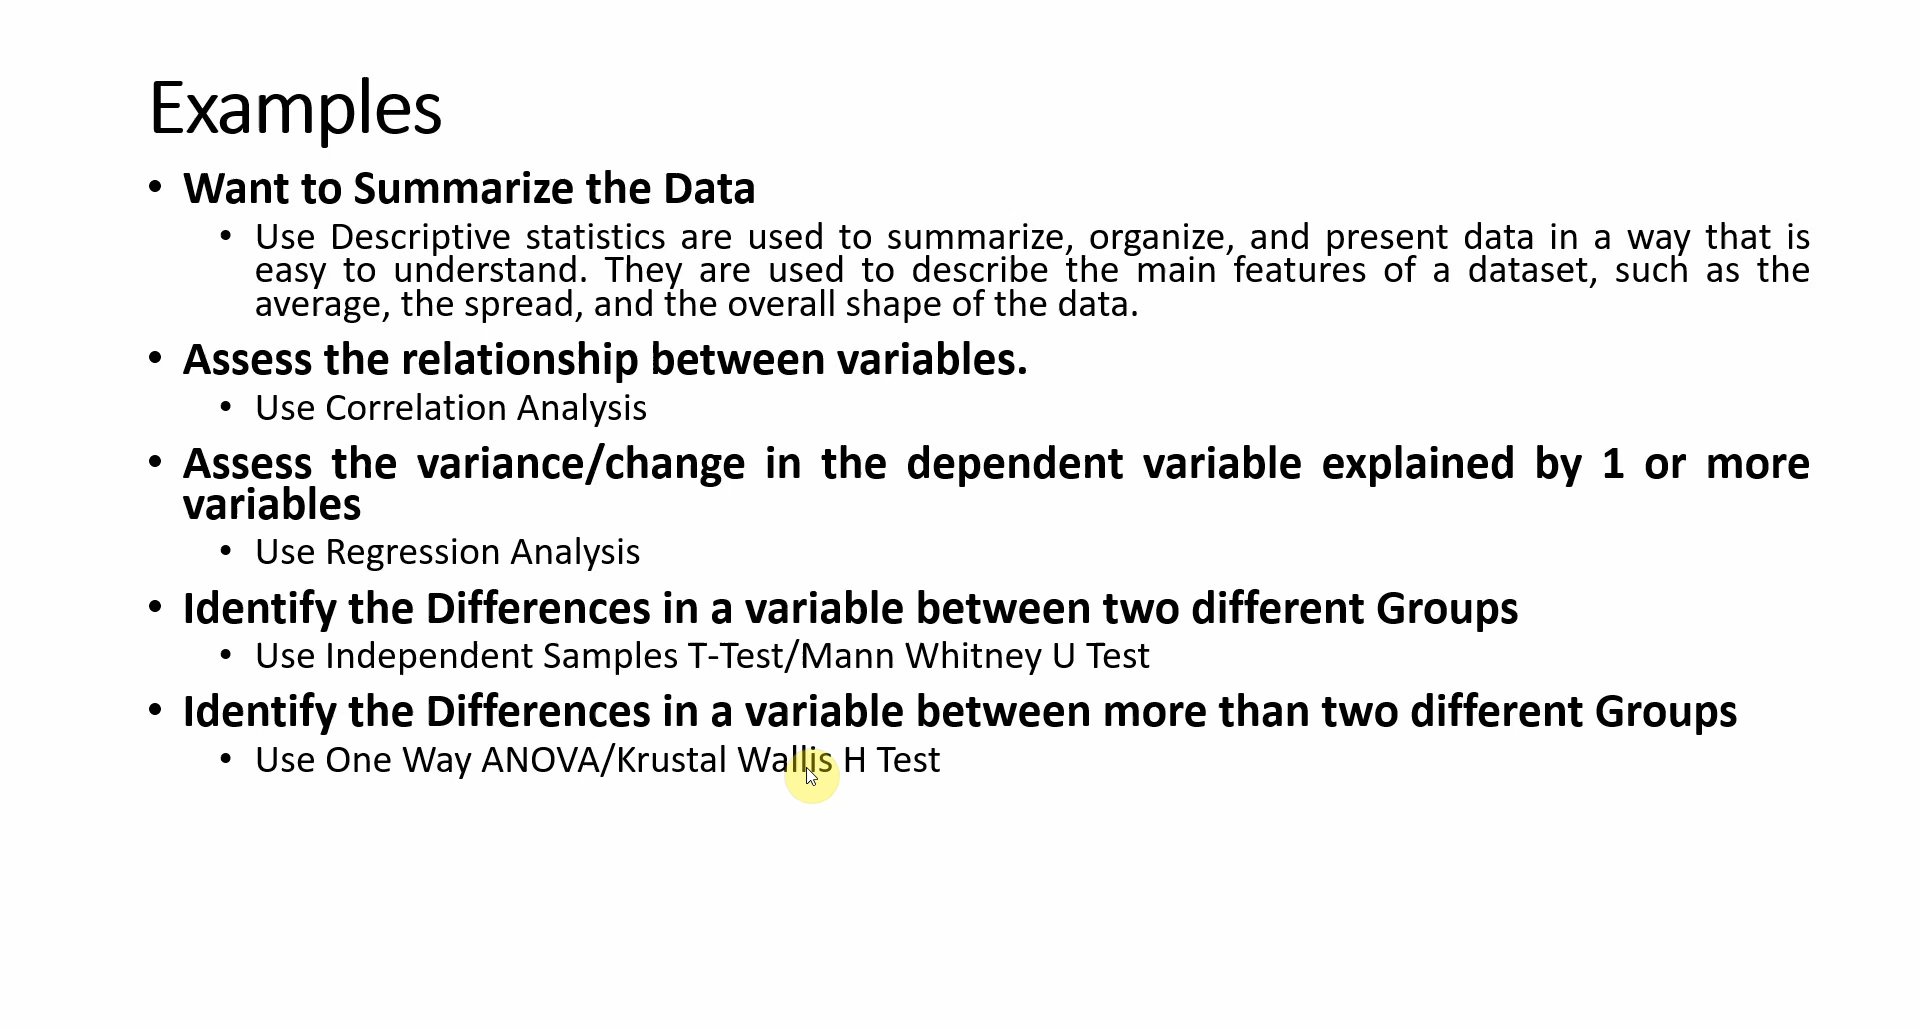 Examples
• Want to Summarize the Data
• Use Descriptive statistics are used to summarize, organize, and present data in a way that is
easy to understand. They are used to describe the main features of a dataset, such as the
average, the spread, and the overall shape of the data.
• Assess the relationship between variables.
• Use Correlation Analysis
• Assess the variance/change in the dependent variable explained by 1 or more
variables
• Use Regression Analysis
• Identify the Differences in a variable between two different Groups
• Use Independent Samples T-Test/Mann Whitney U Test
• Identify the Differences in a variable between more than two different Groups
• Use One Way ANOVA/Krustal Wallis H Test